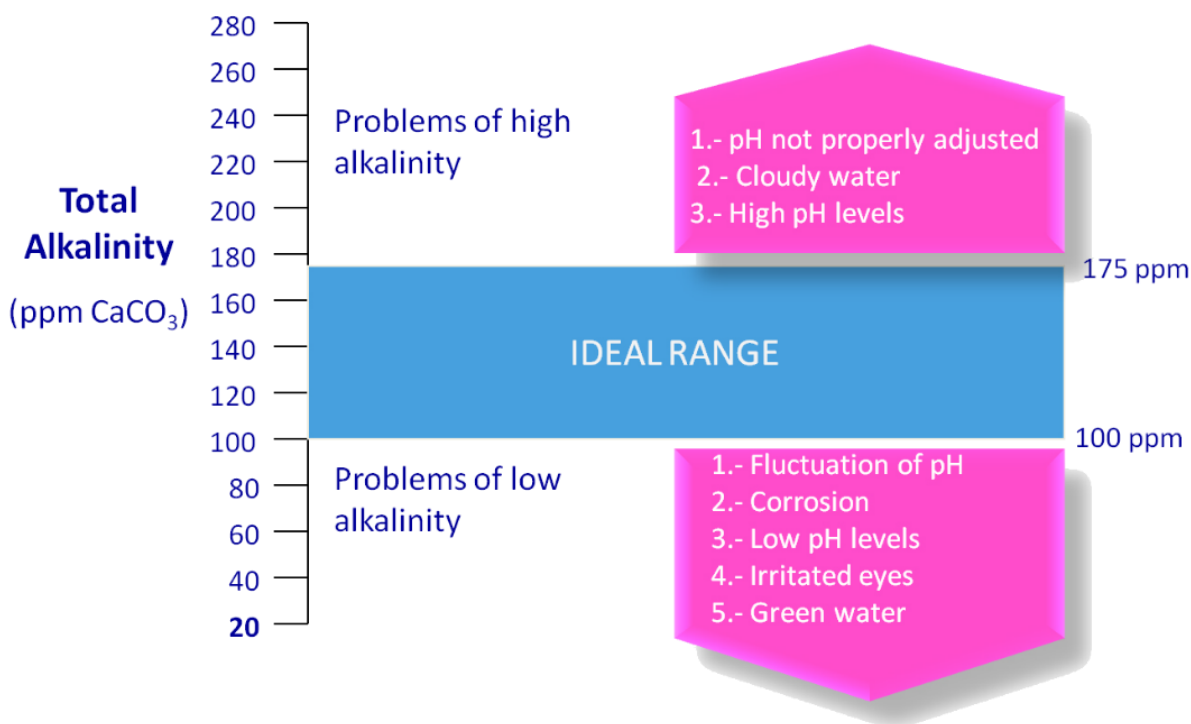 280
260
240
220
200
180
160
140
120
100
80
60
40
20
Total
Alkalinity
(ppm CaCO₃)
Problems of high
alkalinity
1.- pH not properly adjusted
2.- Cloudy water
3.- High pH levels
175 ppm
IDEAL RANGE
100 ppm
Problems of low
alkalinity
1.- Fluctuation of pH
2.- Corrosion
3.- Low pH levels
4.- Irritated eyes
5.- Green water